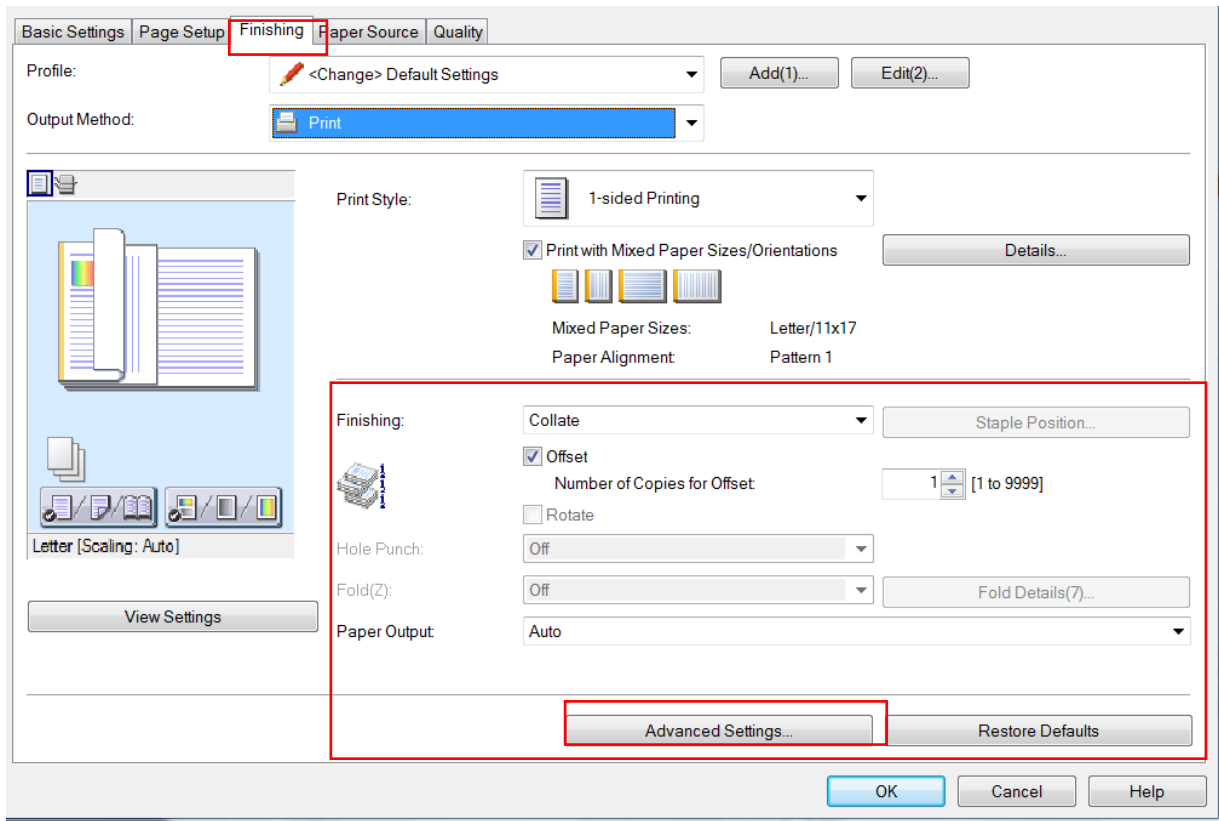 Basic Settings Page Setup Finishing Paper Source Quality
Profile: <Change> Default Settings Add(1)... Edit(2)...
Output Method: Print
Print Style: 1-sided Printing
Print with Mixed Paper Sizes/Orientations Details...
Mixed Paper Sizes: Letter/11x17
Paper Alignment: Pattern 1
Finishing: Collate Staple Position...
Offset
Number of Copies for Offset: 1 [1 to 9999]
Rotate
Letter [Scaling: Auto]
Hole Punch: Off
Fold(Z): Off Fold Details(7)...
View Settings
Paper Output: Auto
Advanced Settings... Restore Defaults
OK Cancel Help